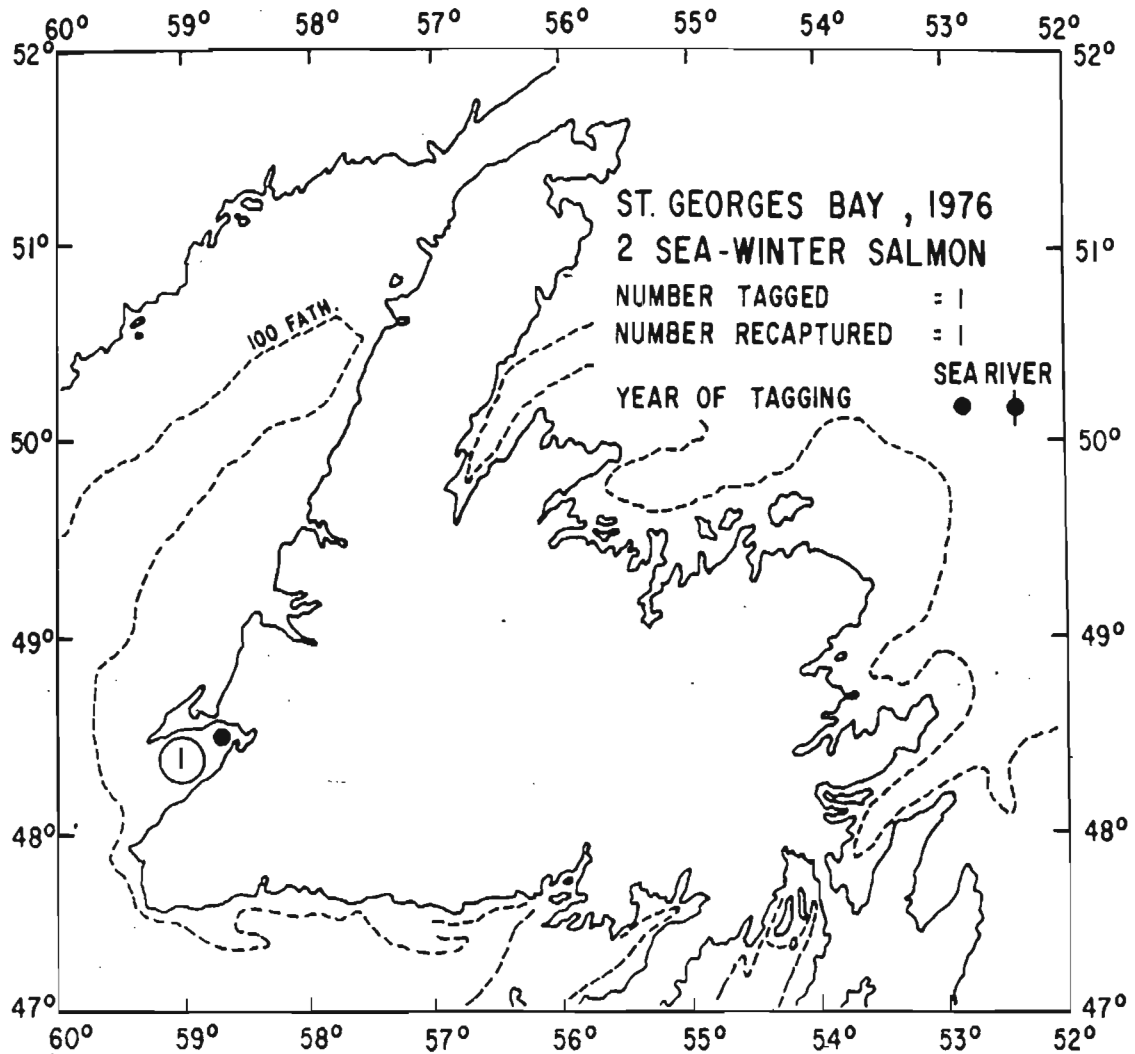 60° 59° 58° 57° 56° 55° 54° 53° 52°
52° 52°
ST. GEORGES BAY , 1976
51° 2 SEA-WINTER SALMON 51°
NUMBER TAGGED = 1
100 FATH.
NUMBER RECAPTURED = 1
SEA RIVER
YEAR OF TAGGING
50° 50°
49° 49°
1
48° 48°
47° 47°
60° 59° 58° 57° 56° 55° 54° 53° 52°